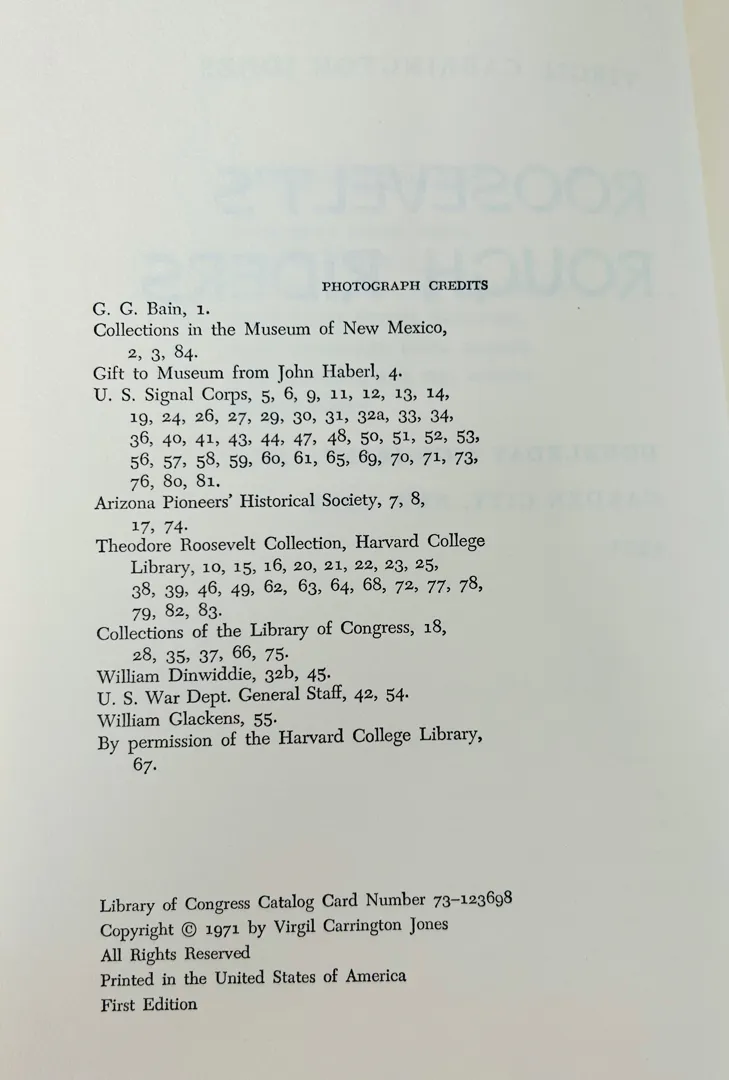 PHOTOGRAPH CREDITS
G. G. Bain, 1.
Collections in the Museum of New Mexico,
2, 3, 84.
Gift to Museum from John Haberl, 4.
U. S. Signal Corps, 5, 6, 9, 11, 12, 13, 14,
19, 24, 26, 27, 29, 30, 31, 32a, 33, 34,
36, 40, 41, 43, 44, 47, 48, 50, 51, 52, 53,
56, 57, 58, 59, 60, 61, 65, 69, 70, 71, 73,
76, 80, 81.
Arizona Pioneers' Historical Society, 7, 8,
17, 74.
Theodore Roosevelt Collection, Harvard College
Library, 10, 15, 16, 20, 21, 22, 23, 25,
38, 39, 46, 49, 62, 63, 64, 68, 72, 77, 78,
79, 82, 83.
Collections of the Library of Congress, 18,
28, 35, 37, 66, 75.
William Dinwiddie, 32b, 45.
U. S. War Dept. General Staff, 42, 54.
William Glackens, 55.
By permission of the Harvard College Library,
67.
Library of Congress Catalog Card Number 73–123698
Copyright © 1971 by Virgil Carrington Jones
All Rights Reserved
Printed in the United States of America
First Edition